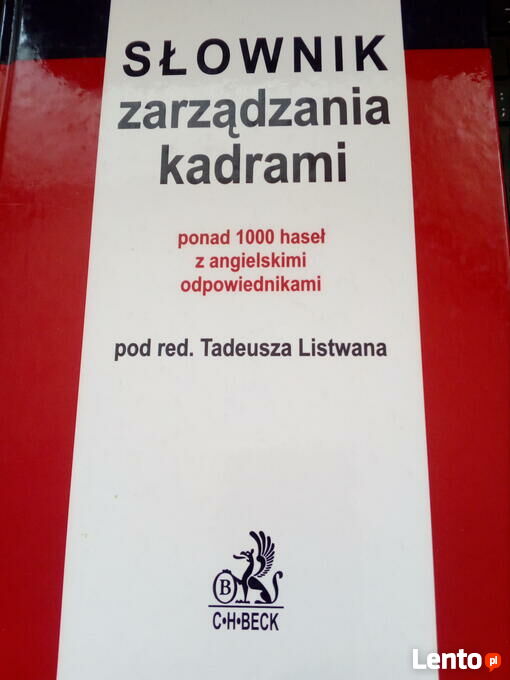 SŁOWNIK
zarządzania
kadrami
ponad 1000 haseł
z angielskimi
odpowiednikami
pod red. Tadeusza Listwana
B
C·H·BECK
Lento.pl